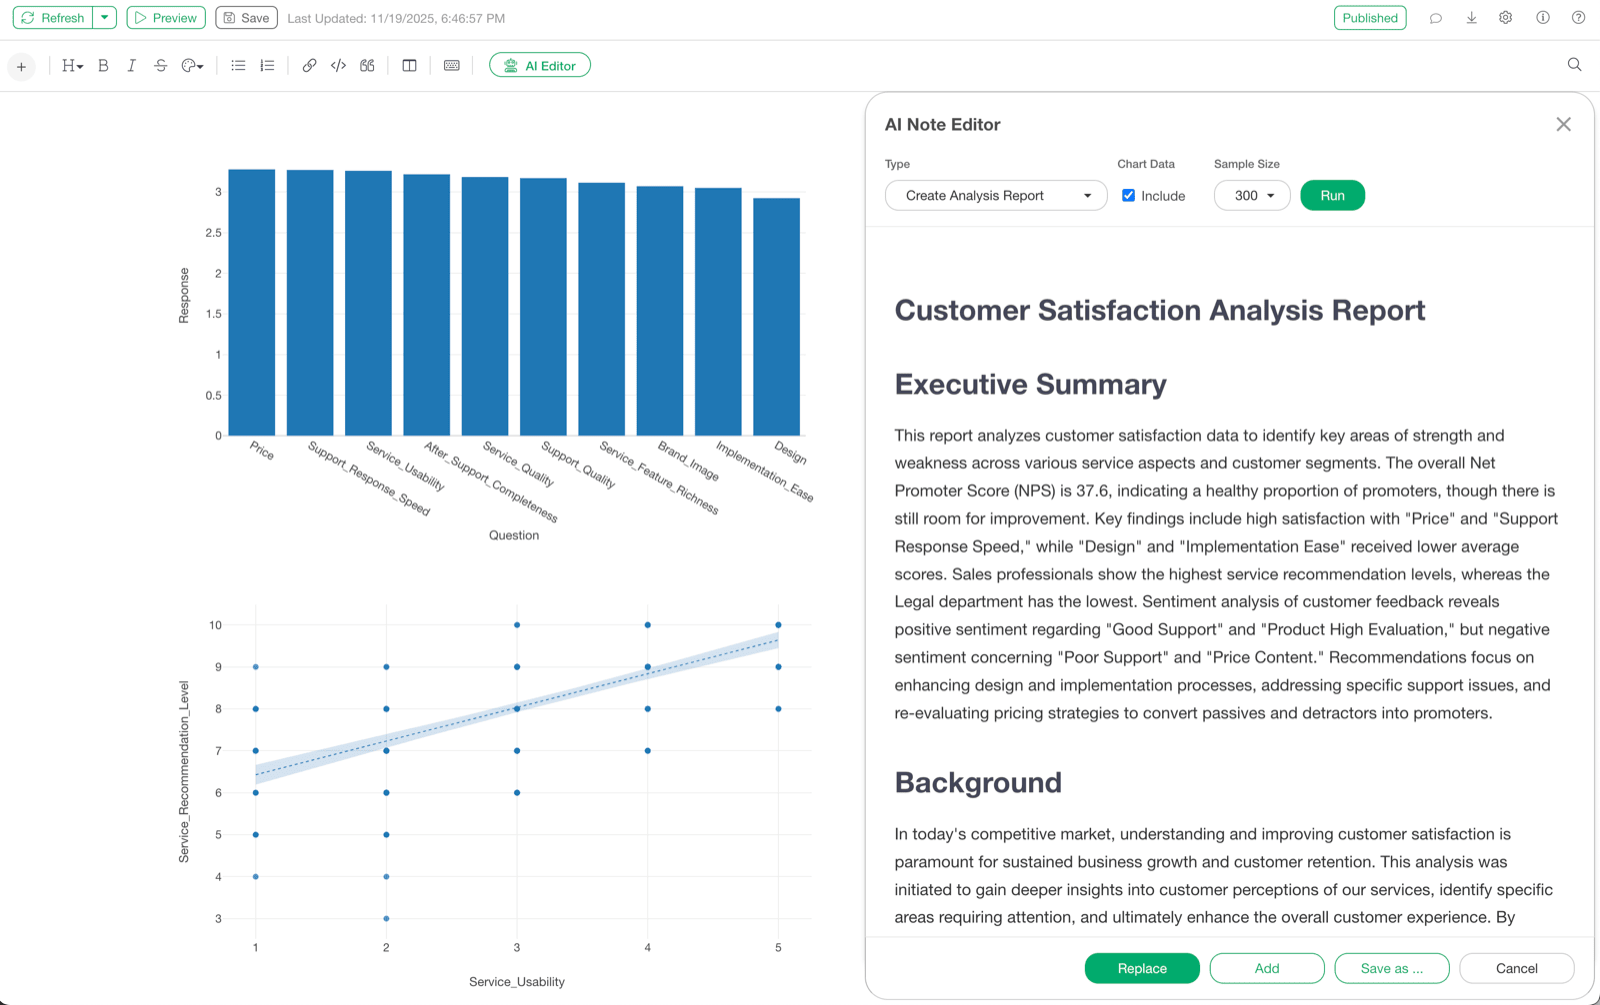 Refresh
Preview
Save
Last Updated: 11/19/2025, 6:46:57 PM
Published
H
B
I
S
AI Editor
3
2.5
2
1.5
1
0.5
0
Response
Price
Support_Response_Speed
Service_Usability
After_Support_Completeness
Service_Quality
Support_Quality
Service_Feature_Richness
Brand_Image
Implementation_Ease
Design
Question
10
9
8
7
6
5
4
3
Service_Recommendation_Level
1
2
3
4
5
Service_Usability
AI Note Editor
Type
Chart Data
Sample Size
Create Analysis Report
Include
300
Run
Customer Satisfaction Analysis Report
Executive Summary
This report analyzes customer satisfaction data to identify key areas of strength and
weakness across various service aspects and customer segments. The overall Net
Promoter Score (NPS) is 37.6, indicating a healthy proportion of promoters, though there is
still room for improvement. Key findings include high satisfaction with "Price" and "Support
Response Speed," while "Design" and "Implementation Ease" received lower average
scores. Sales professionals show the highest service recommendation levels, whereas the
Legal department has the lowest. Sentiment analysis of customer feedback reveals
positive sentiment regarding "Good Support" and "Product High Evaluation," but negative
sentiment concerning "Poor Support" and "Price Content." Recommendations focus on
enhancing design and implementation processes, addressing specific support issues, and
re-evaluating pricing strategies to convert passives and detractors into promoters.
Background
In today's competitive market, understanding and improving customer satisfaction is
paramount for sustained business growth and customer retention. This analysis was
initiated to gain deeper insights into customer perceptions of our services, identify specific
areas requiring attention, and ultimately enhance the overall customer experience. By
Replace
Add
Save as ...
Cancel